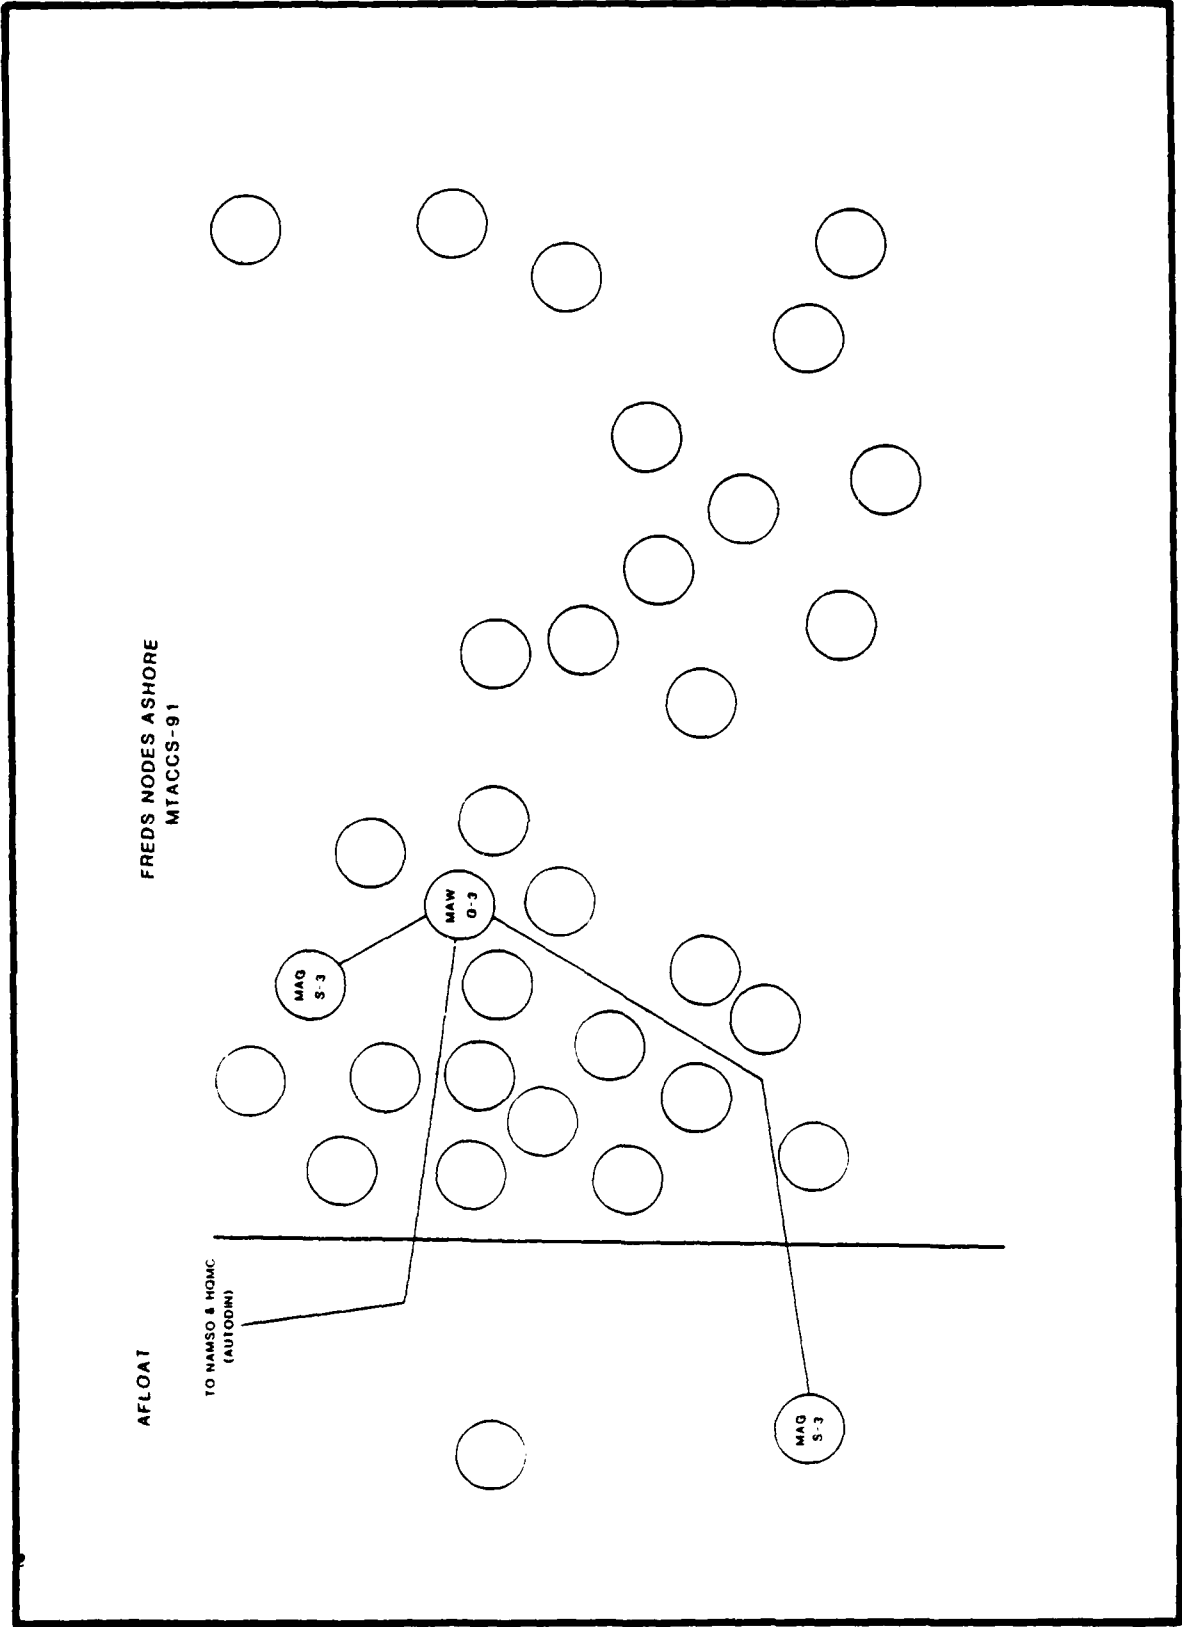 FREDS NODES ASHORE
MTACCS-91
AFLOAT
TO NAMSO & HQMC
(AUTODIN)
MAG
S-3
MAW
G-3
MAG
S-3